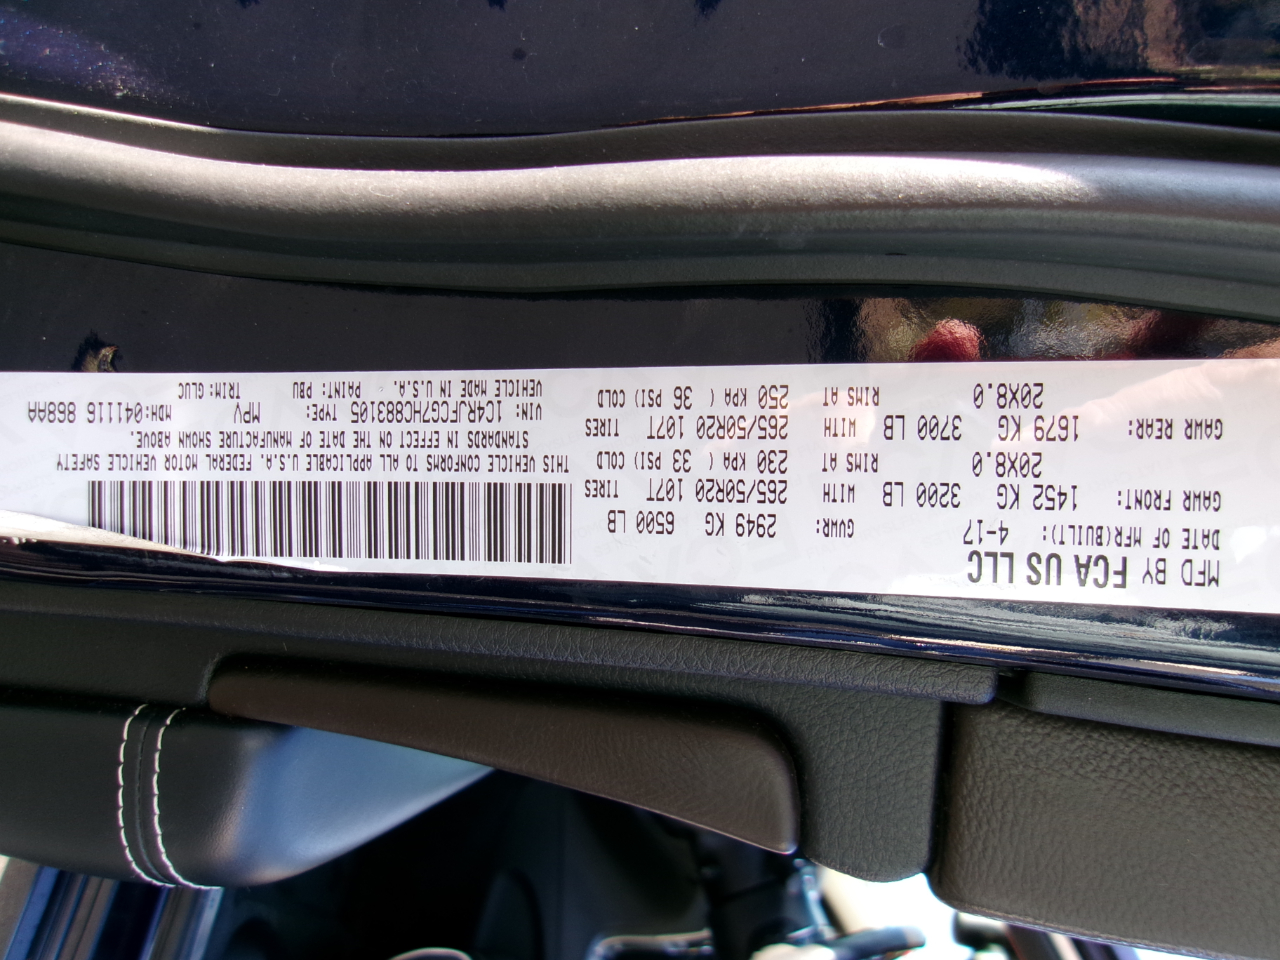 MFD BY FCA US LLC
DATE OF MFR(BUILT): 4-17 GVWR: 2949 KG 6500 LB
GAWR FRONT: 1452 KG 3200 LB WITH 265/50R20 107T TIRES
20X8.0 RIMS AT 230 KPA ( 33 PSI) COLD
GAWR REAR: 1679 KG 3700 LB WITH 265/50R20 107T TIRES
20X8.0 RIMS AT 250 KPA ( 36 PSI) COLD
THIS VEHICLE CONFORMS TO ALL APPLICABLE U.S.A. FEDERAL MOTOR VEHICLE SAFETY
STANDARDS IN EFFECT ON THE DATE OF MANUFACTURE SHOWN ABOVE.
VIN: 1C4RJFCG7HC883105 TYPE: MPV MDH: 041116 868AA
VEHICLE MADE IN U.S.A. PAINT: PBU TRIM: GLUC